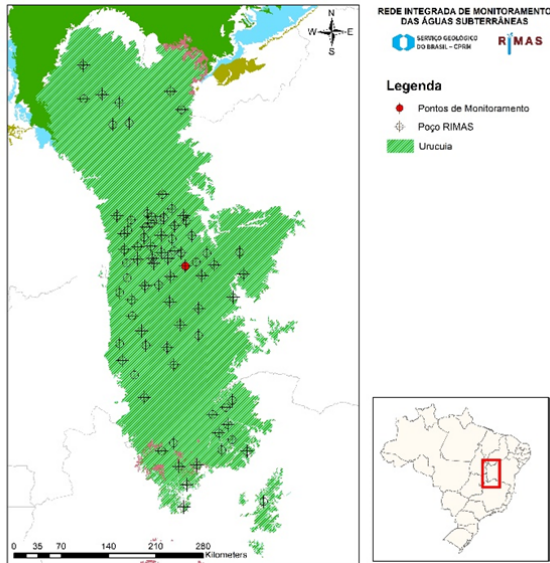 REDE INTEGRADA DE MONITORAMENTO
DAS ÁGUAS SUBTERRÂNEAS
SERVIÇO GEOLÓGICO
DO BRASIL – CPRM
RIMAS
N
W E
S
Legenda
Pontos de Monitoramento
Poço RIMAS
Urucuia
0 35 70 140 210 280
Kilometers